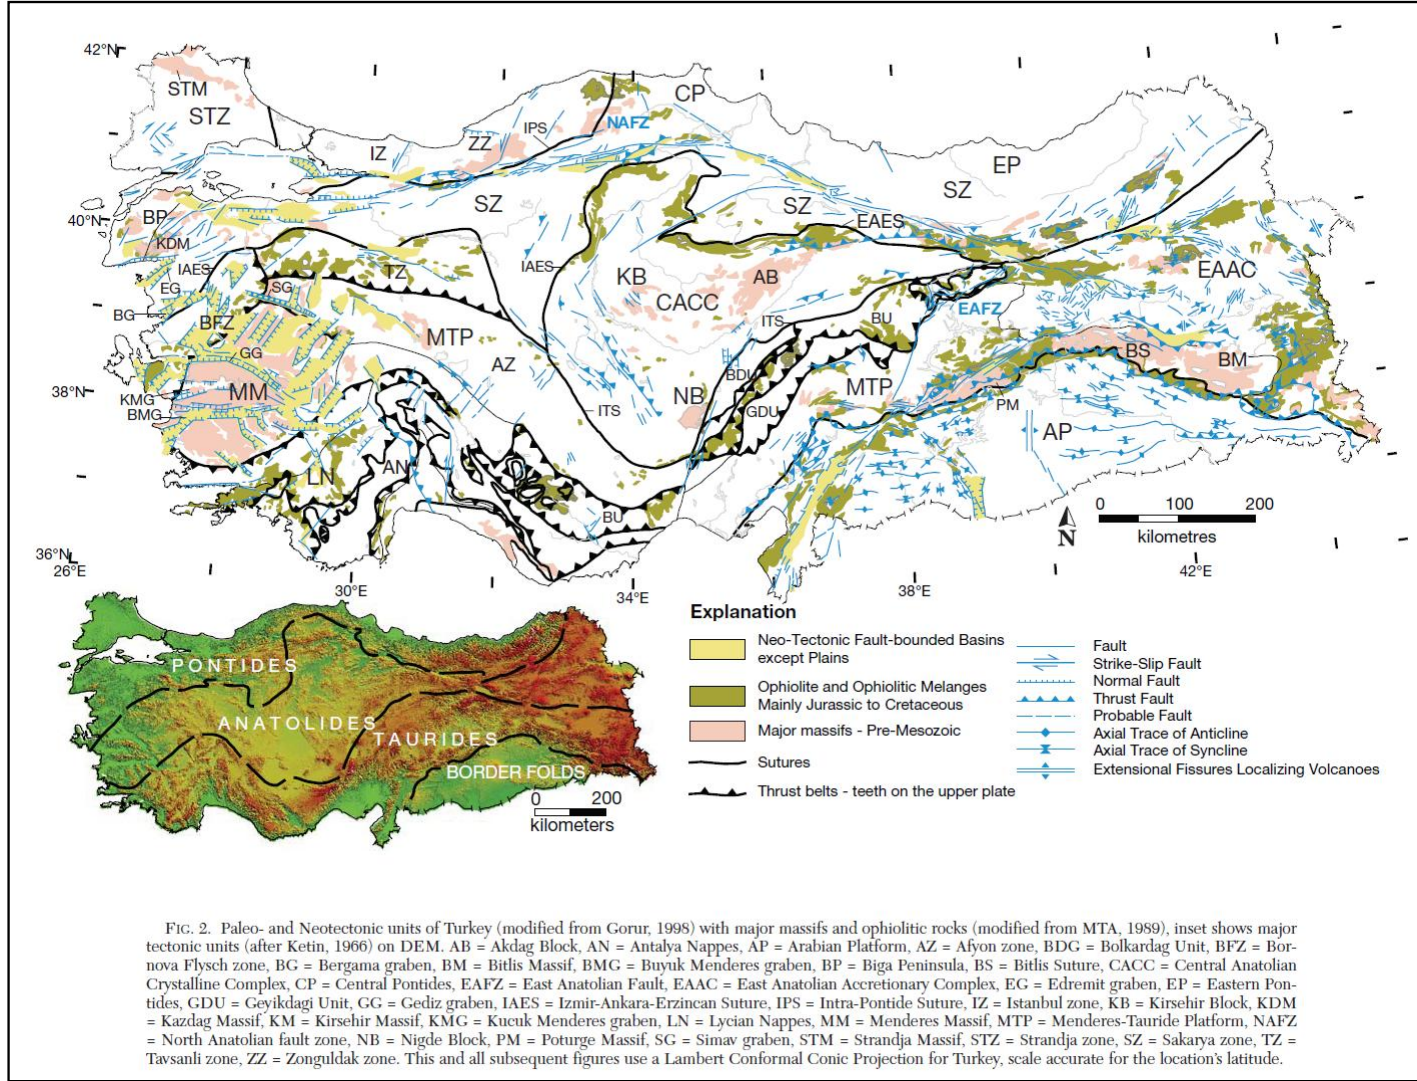 42°N
STM
STZ
CP
IPS
NAFZ
ZZ
IZ
EP
SZ
SZ
SZ
40°N
BP
KDM
EAES
IAES
TZ
IAES
EAAC
EG
SG
KB
AB
CACC
BG
BFZ
ITS
BU
EAFZ
MTP
GG
AZ
BS
BM
BDU
38°N
MM
NB
MTP
KMG
ITS
GDU
PM
BMG
AP
AN
LN
BU
0 100 200
kilometres
N
36°N
26°E
30°E
34°E
38°E
42°E
PONTIDES
ANATOLIDES
TAURIDES
BORDER FOLDS
0 200
kilometers
Explanation
Neo-Tectonic Fault-bounded Basins
except Plains
Ophiolite and Ophiolitic Melanges
Mainly Jurassic to Cretaceous
Major massifs - Pre-Mesozoic
Sutures
Thrust belts - teeth on the upper plate
Fault
Strike-Slip Fault
Normal Fault
Thrust Fault
Probable Fault
Axial Trace of Anticline
Axial Trace of Syncline
Extensional Fissures Localizing Volcanoes
FIG. 2. Paleo- and Neotectonic units of Turkey (modified from Gorur, 1998) with major massifs and ophiolitic rocks (modified from MTA, 1989), inset shows major
tectonic units (after Ketin, 1966) on DEM. AB = Akdag Block, AN = Antalya Nappes, AP = Arabian Platform, AZ = Afyon zone, BDG = Bolkardag Unit, BFZ = Bor-
nova Flysch zone, BG = Bergama graben, BM = Bitlis Massif, BMG = Buyuk Menderes graben, BP = Biga Peninsula, BS = Bitlis Suture, CACC = Central Anatolian
Crystalline Complex, CP = Central Pontides, EAFZ = East Anatolian Fault, EAAC = East Anatolian Accretionary Complex, EG = Edremit graben, EP = Eastern Pon-
tides, GDU = Geyikdagi Unit, GG = Gediz graben, IAES = Izmir-Ankara-Erzincan Suture, IPS = Intra-Pontide Suture, IZ = Istanbul zone, KB = Kirsehir Block, KDM
= Kazdag Massif, KM = Kirsehir Massif, KMG = Kucuk Menderes graben, LN = Lycian Nappes, MM = Menderes Massif, MTP = Menderes-Tauride Platform, NAFZ
= North Anatolian fault zone, NB = Nigde Block, PM = Poturge Massif, SG = Simav graben, STM = Strandja Massif, STZ = Strandja zone, SZ = Sakarya zone, TZ =
Tavsanli zone, ZZ = Zonguldak zone. This and all subsequent figures use a Lambert Conformal Conic Projection for Turkey, scale accurate for the location's latitude.